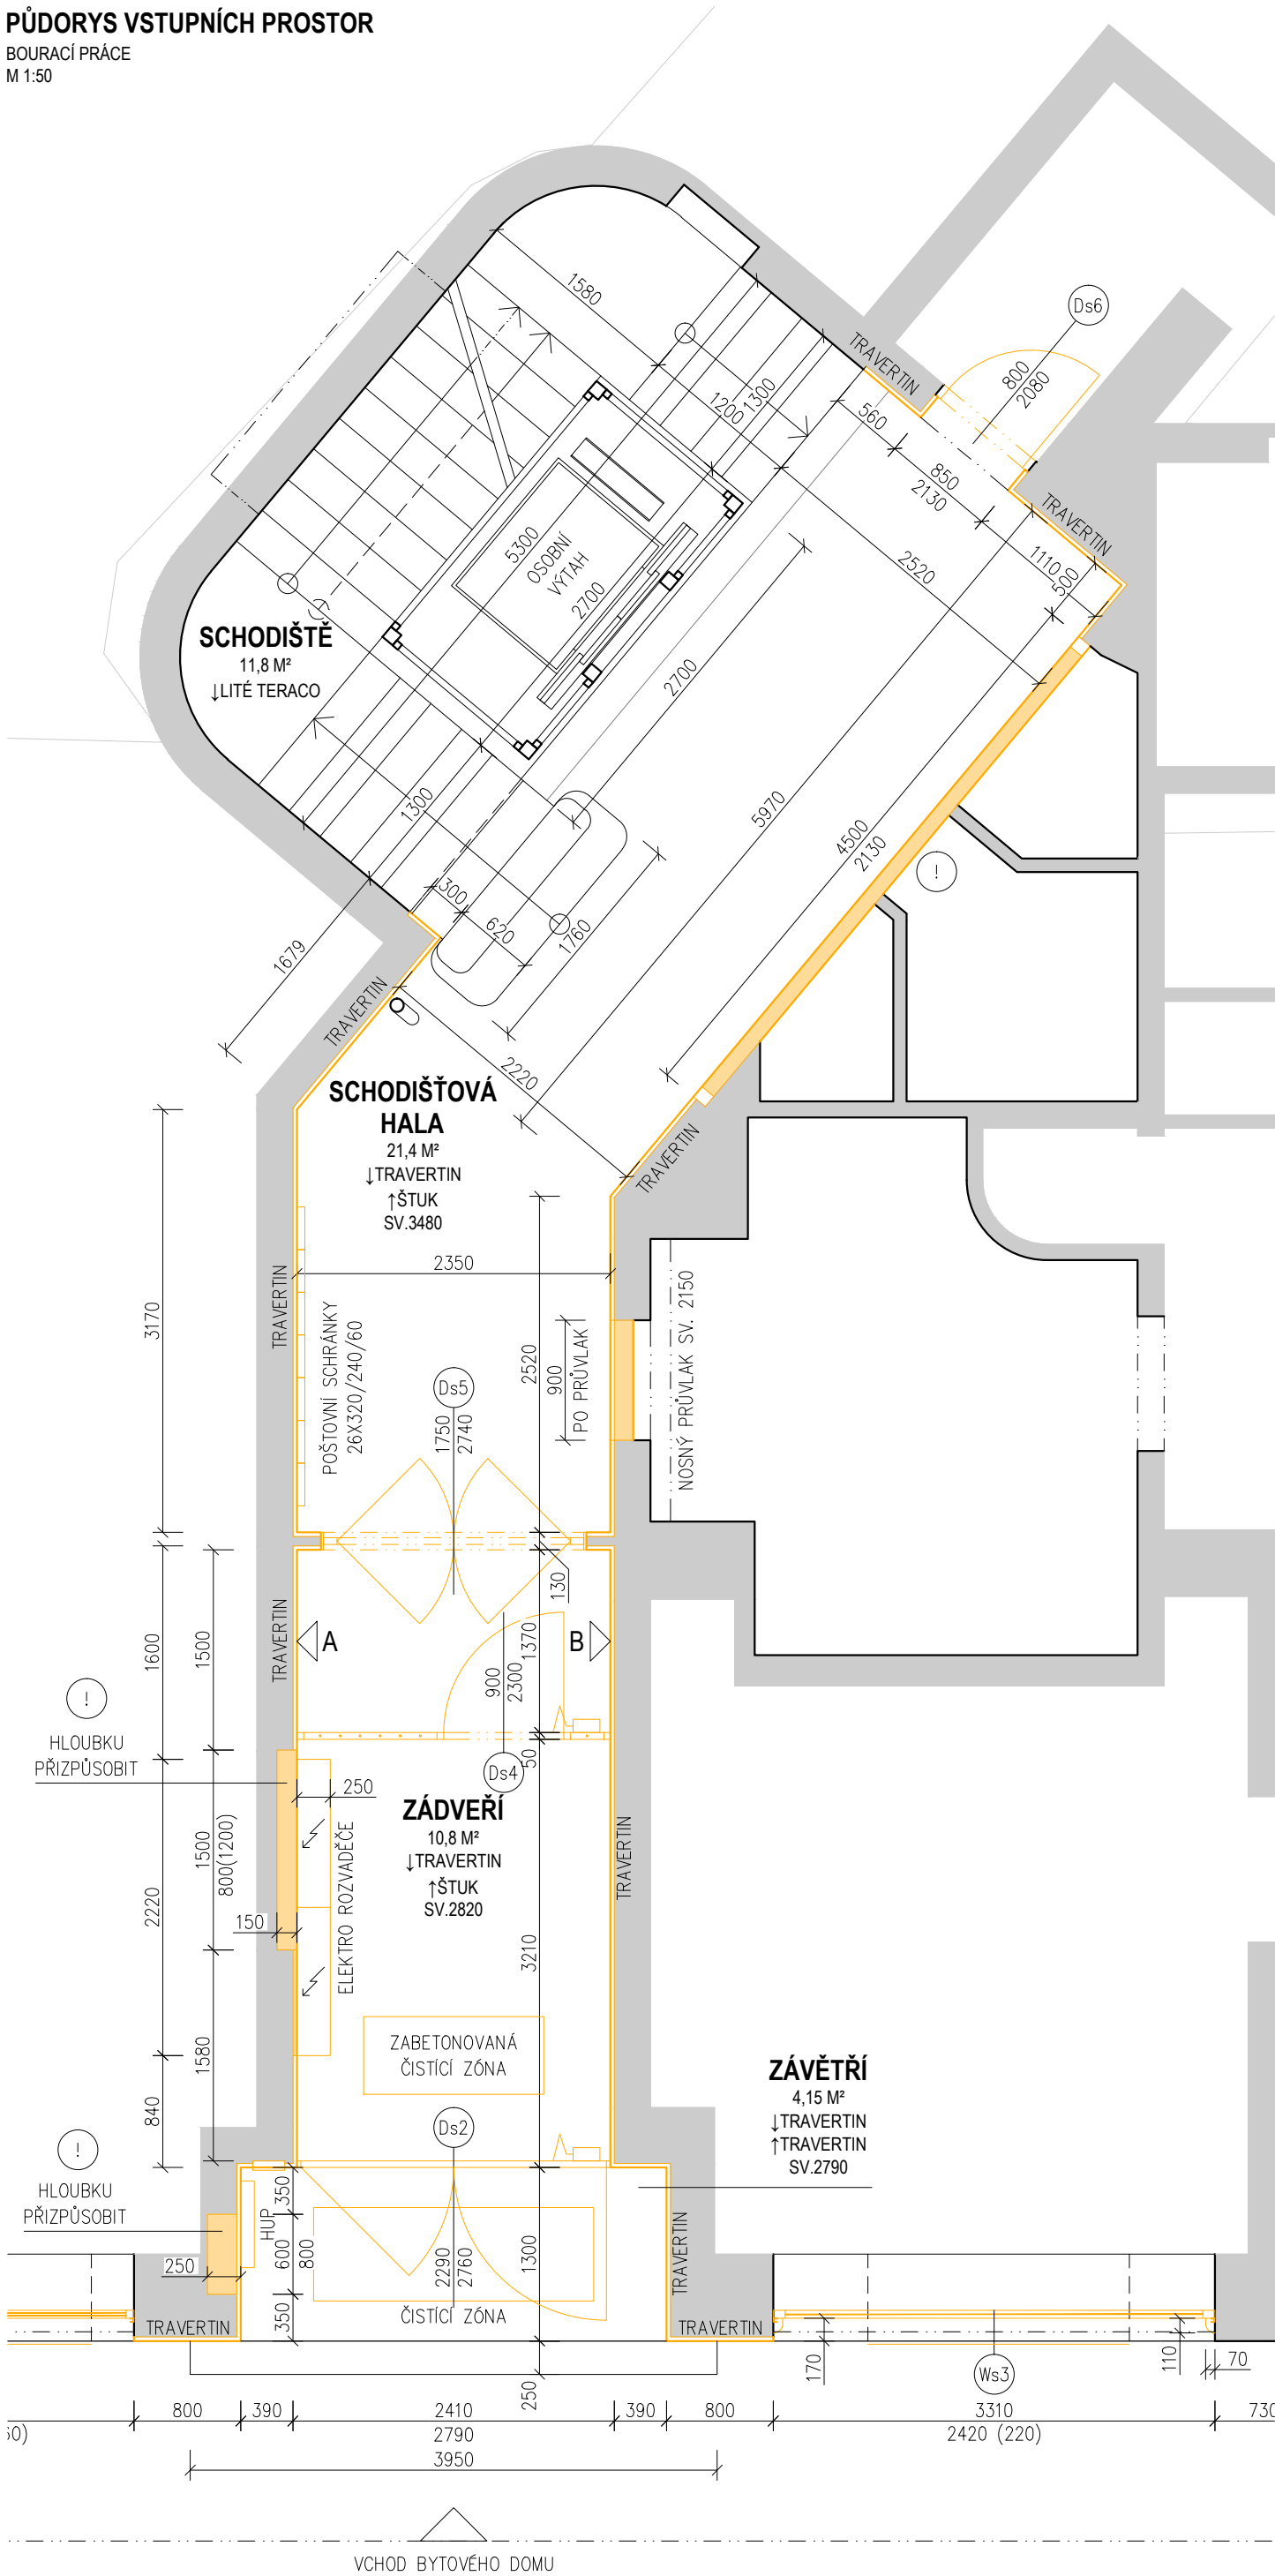 PŮDORYS VSTUPNÍCH PROSTOR
BOURACÍ PRÁCE
M 1:50
Ds6
800
2080
TRAVERTIN
1580
1200
1300
560
850
2130
TRAVERTIN
1110
500
2520
5300
OSOBNÍ
VÝTAH
2700
2700
SCHODIŠTĚ
11,8 M²
↓LITÉ TERACO
1300
5970
4500
2130
!
300
620
1760
1679
TRAVERTIN
2220
SCHODIŠŤOVÁ
HALA
21,4 M²
↓TRAVERTIN
↑ŠTUK
SV.3480
TRAVERTIN
2350
3170
TRAVERTIN
POŠTOVNÍ SCHRÁNKY
26X320/240/60
Ds5
1750
2740
2520
900
PO PRŮVLAK
NOSNÝ PRŮVLAK SV. 2150
130
1600
1500
TRAVERTIN
A
B
900
2300
1370
!
HLOUBKU
PŘIZPŮSOBIT
50
Ds4
250
ZÁDVEŘÍ
10,8 M²
↓TRAVERTIN
↑ŠTUK
SV.2820
TRAVERTIN
1500
800(1200)
2220
150
ELEKTRO ROZVADĚČE
3210
1580
840
ZABETONOVANÁ
ČISTÍCÍ ZÓNA
ZÁVĚTŘÍ
4,15 M²
↓TRAVERTIN
↑TRAVERTIN
SV.2790
Ds2
!
HLOUBKU
PŘIZPŮSOBIT
HUP
350
600
800
350
250
2290
2760
1300
TRAVERTIN
ČISTÍCÍ ZÓNA
TRAVERTIN
TRAVERTIN
170
Ws3
110
70
250
800
390
2410
2790
390
800
3310
2420 (220)
730
50)
3950
VCHOD BYTOVÉHO DOMU